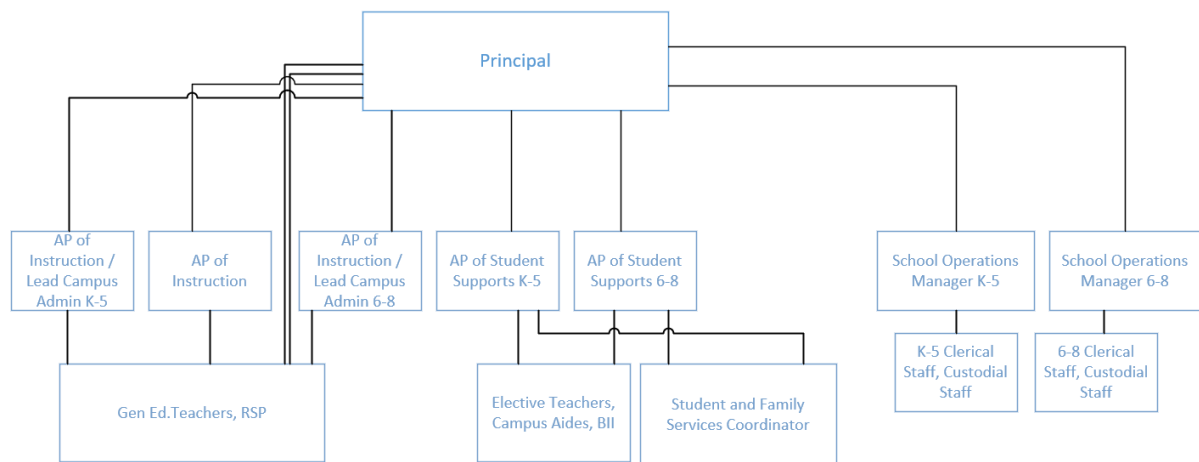 Principal
AP of
Instruction /
Lead Campus
Admin K-5
AP of
Instruction
AP of
Instruction /
Lead Campus
Admin 6-8
AP of Student
Supports K-5
AP of Student
Supports 6-8
School Operations
Manager K-5
School Operations
Manager 6-8
Gen Ed.Teachers, RSP
Elective Teachers,
Campus Aides, BII
Student and Family
Services Coordinator
K-5 Clerical
Staff, Custodial
Staff
6-8 Clerical
Staff, Custodial
Staff